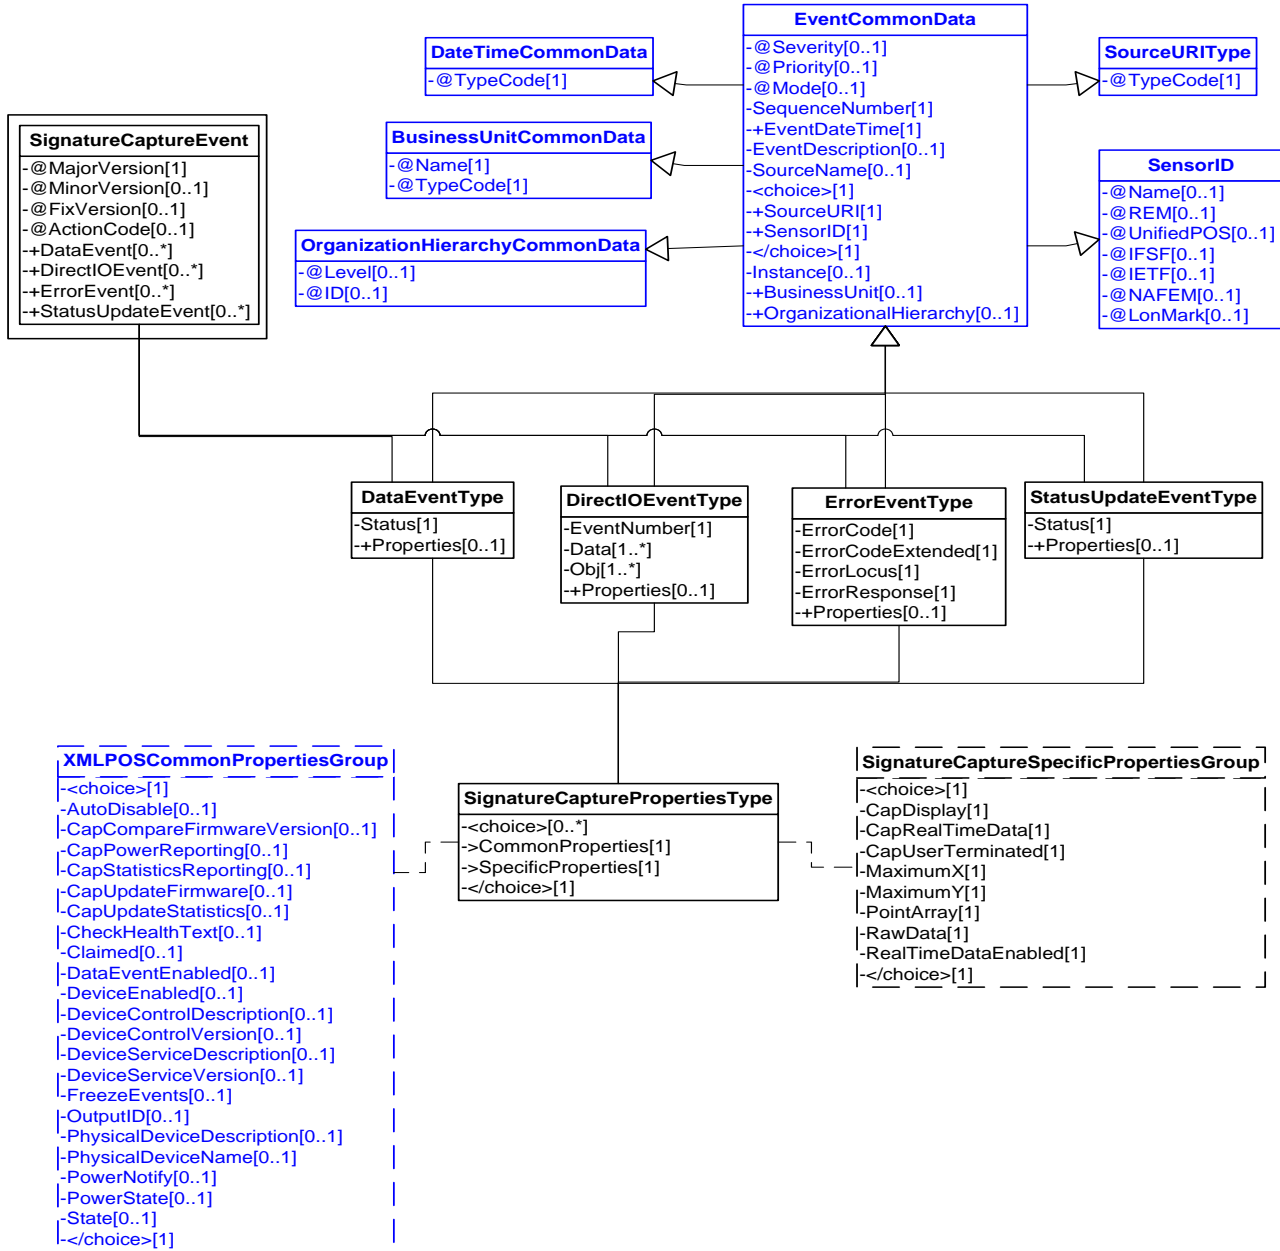 EventCommonData
-@Severity[0..1]
-@Priority[0..1]
-@Mode[0..1]
-SequenceNumber[1]
-+EventDateTime[1]
-EventDescription[0..1]
-SourceName[0..1]
-<choice>[1]
-+SourceURI[1]
-+SensorID[1]
-</choice>[1]
-Instance[0..1]
-+BusinessUnit[0..1]
-+OrganizationalHierarchy[0..1]
DateTimeCommonData
-@TypeCode[1]
SourceURIType
-@TypeCode[1]
SignatureCaptureEvent
-@MajorVersion[1]
-@MinorVersion[0..1]
-@FixVersion[0..1]
-@ActionCode[0..1]
-+DataEvent[0..*]
-+DirectIOEvent[0..*]
-+ErrorEvent[0..*]
-+StatusUpdateEvent[0..*]
BusinessUnitCommonData
-@Name[1]
-@TypeCode[1]
SensorID
-@Name[0..1]
-@REM[0..1]
-@UnifiedPOS[0..1]
-@IFSF[0..1]
-@IETF[0..1]
-@NAFEM[0..1]
-@LonMark[0..1]
OrganizationHierarchyCommonData
-@Level[0..1]
-@ID[0..1]
DataEventType
-Status[1]
-+Properties[0..1]
DirectIOEventType
-EventNumber[1]
-Data[1..*]
-Obj[1..*]
-+Properties[0..1]
ErrorEventType
-ErrorCode[1]
-ErrorCodeExtended[1]
-ErrorLocus[1]
-ErrorResponse[1]
-+Properties[0..1]
StatusUpdateEventType
-Status[1]
-+Properties[0..1]
XMLPOSCommonPropertiesGroup
-<choice>[1]
-AutoDisable[0..1]
-CapCompareFirmwareVersion[0..1]
-CapPowerReporting[0..1]
-CapStatisticsReporting[0..1]
-CapUpdateFirmware[0..1]
-CapUpdateStatistics[0..1]
-CheckHealthText[0..1]
-Claimed[0..1]
-DataEventEnabled[0..1]
-DeviceEnabled[0..1]
-DeviceControlDescription[0..1]
-DeviceControlVersion[0..1]
-DeviceServiceDescription[0..1]
-DeviceServiceVersion[0..1]
-FreezeEvents[0..1]
-OutputID[0..1]
-PhysicalDeviceDescription[0..1]
-PhysicalDeviceName[0..1]
-PowerNotify[0..1]
-PowerState[0..1]
-State[0..1]
-</choice>[1]
SignatureCapturePropertiesType
-<choice>[0..*]
->CommonProperties[1]
->SpecificProperties[1]
-</choice>[1]
SignatureCaptureSpecificPropertiesGroup
-<choice>[1]
-CapDisplay[1]
-CapRealTimeData[1]
-CapUserTerminated[1]
-MaximumX[1]
-MaximumY[1]
-PointArray[1]
-RawData[1]
-RealTimeDataEnabled[1]
-</choice>[1]